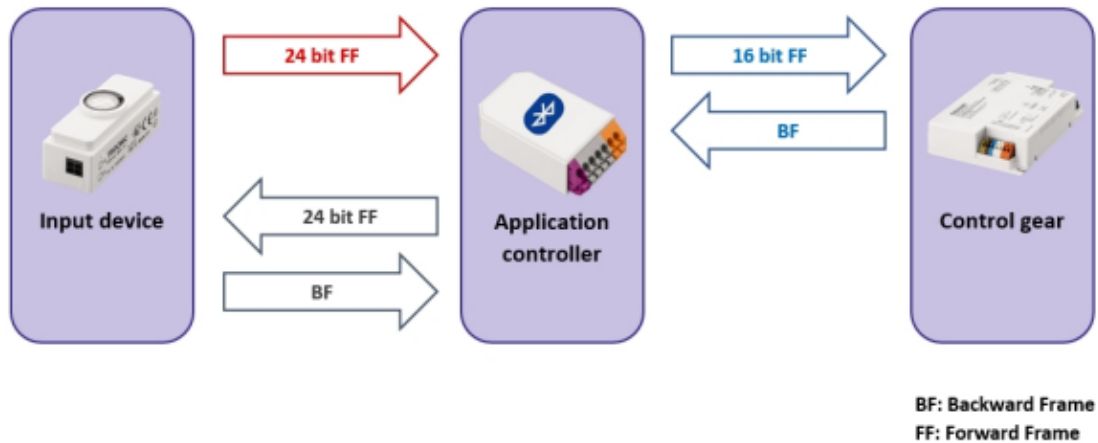 24 bit FF
16 bit FF
BF
Input device
24 bit FF
Application
controller
Control gear
BF
BF: Backward Frame
FF: Forward Frame